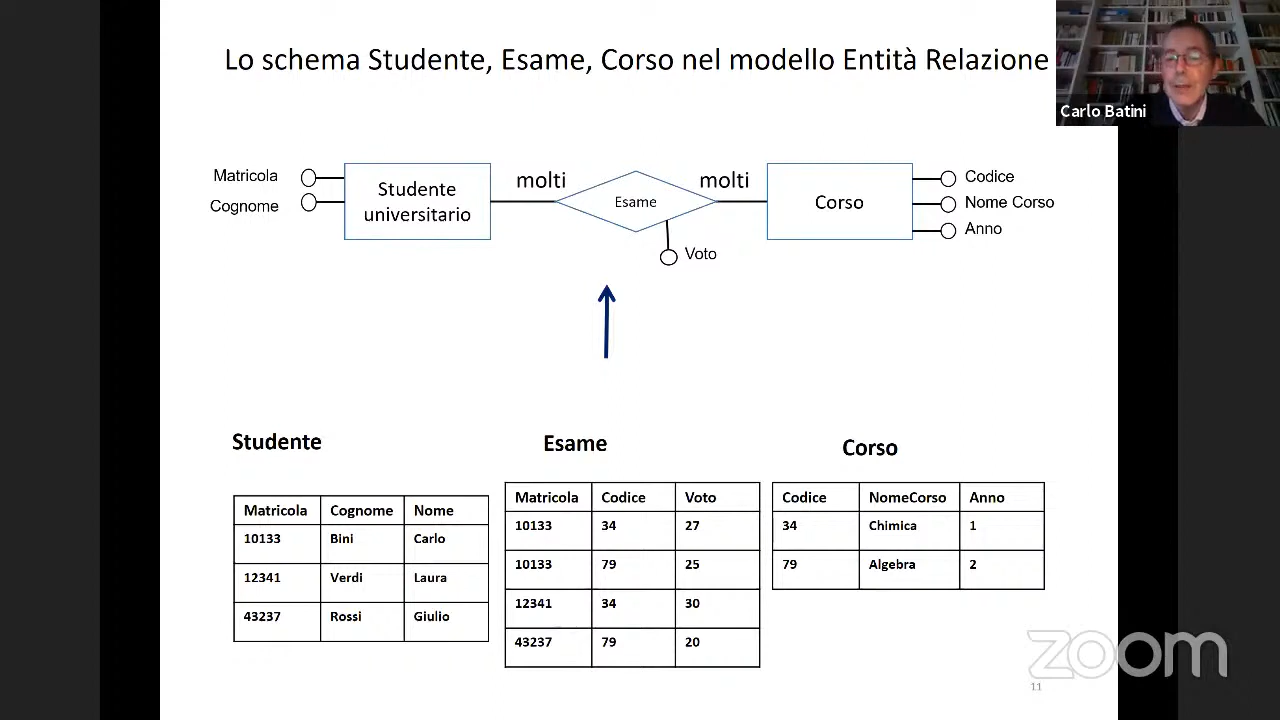 Lo schema Studente, Esame, Corso nel modello Entità Relazione
Carlo Batini
Matricola
Cognome
Studente
universitario
molti
Esame
molti
Voto
Corso
Codice
Nome Corso
Anno
Studente
Matricola Cognome Nome
10133 Bini Carlo
12341 Verdi Laura
43237 Rossi Giulio
Esame
Matricola Codice Voto
10133 34 27
10133 79 25
12341 34 30
43237 79 20
Corso
Codice NomeCorso Anno
34 Chimica 1
79 Algebra 2
zoom
11